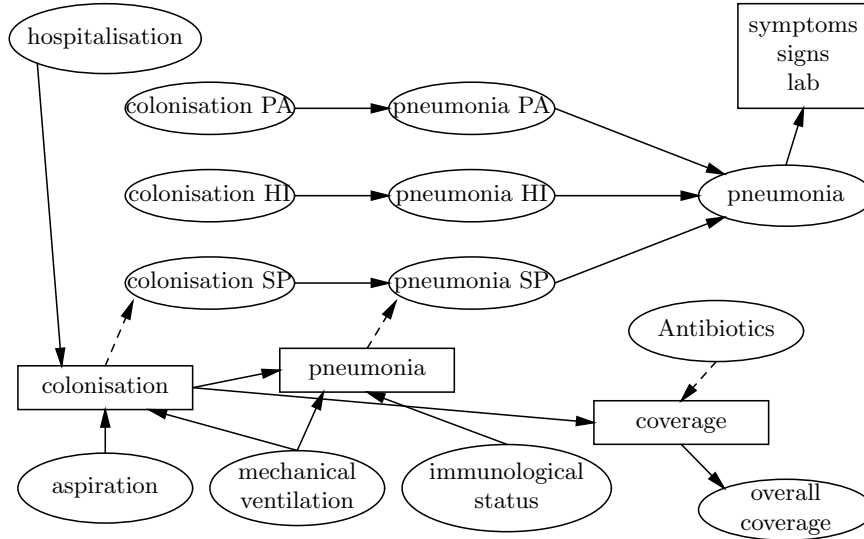 hospitalisation
symptoms
signs
lab
colonisation PA
pneumonia PA
colonisation HI
pneumonia HI
pneumonia
colonisation SP
pneumonia SP
Antibiotics
pneumonia
colonisation
coverage
aspiration
mechanical
ventilation
immunological
status
overall
coverage